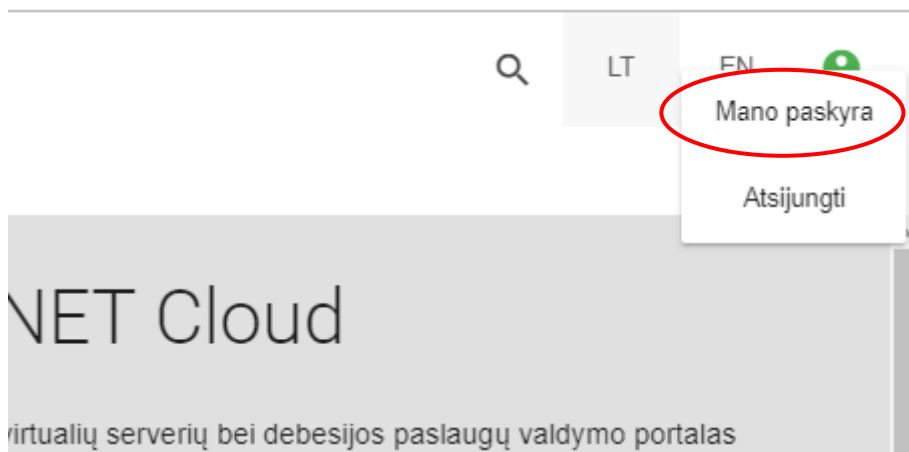 LT EN
Mano paskyra
Atsijungti
NET Cloud
virtualių serverių bei debesijos paslaugų valdymo portalas